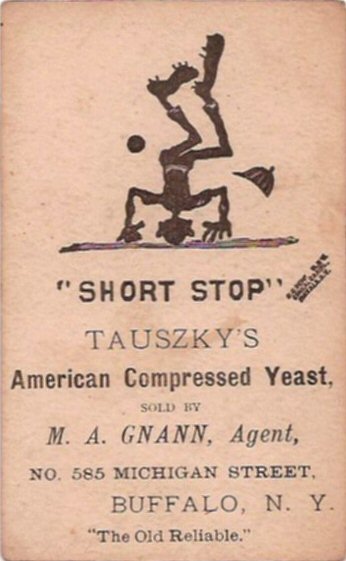 "SHORT STOP"
TAUSZKY'S
American Compressed Yeast,
SOLD BY
M. A. GNANN, Agent,
NO. 585 MICHIGAN STREET,
BUFFALO, N. Y.
"The Old Reliable."